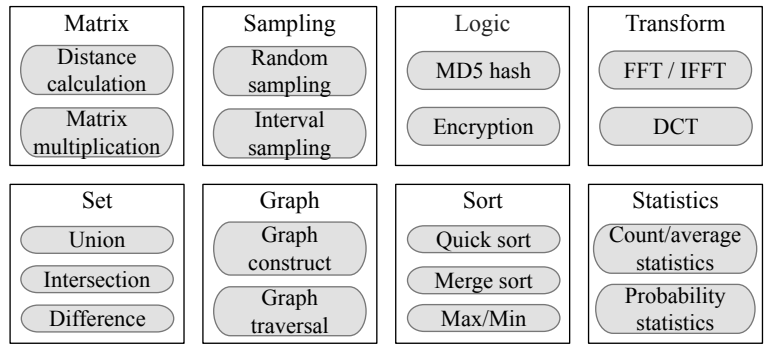 Matrix
Distance
calculation
Matrix
multiplication
Sampling
Random
sampling
Interval
sampling
Logic
MD5 hash
Encryption
Transform
FFT / IFFT
DCT
Set
Union
Intersection
Difference
Graph
Graph
construct
Graph
traversal
Sort
Quick sort
Merge sort
Max/Min
Statistics
Count/average
statistics
Probability
statistics